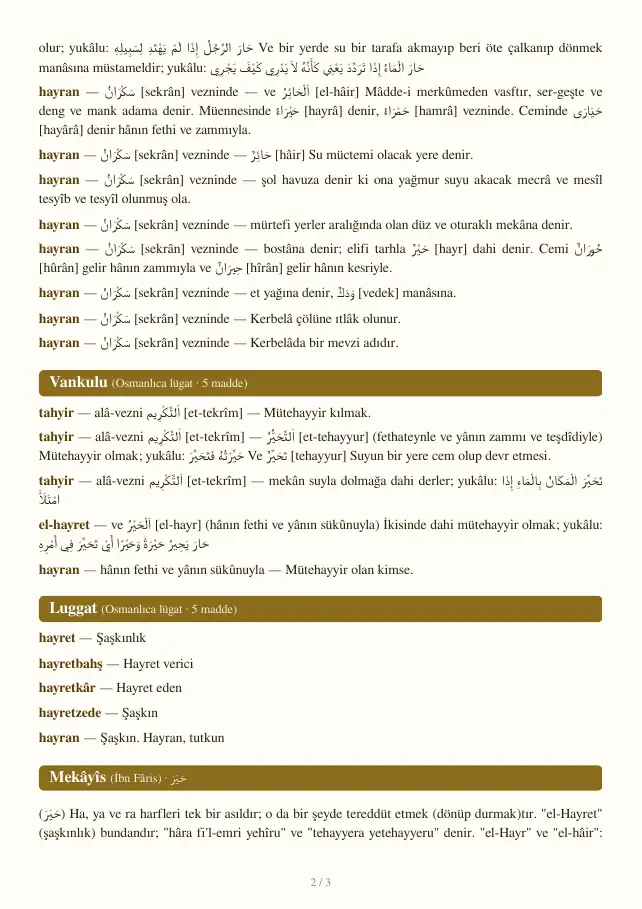 olur; yukâlu: حَارَ الرَّجُلُ إِذَا لَمْ يَهْتَدِ لِسَبِيلِهِ Ve bir yerde su bir tarafa akmayıp beri öte çalkanıp dönmek
manâsına müstameldir; yukâlu: حَارَ الْمَاءُ إِذَا تَرَدَّدَ يَعْنِي كَأَنَّهُ لاَ يَدْرِي كَيْفَ يَجْرِي
hayran — سَكْرَانُ [sekrân] vezninde — ve اَلْحَائِرُ [el-hâir] Mâdde-i merkûmeden vasftır, ser-geşte ve
deng ve mank adama denir. Müennesinde حَيْرَاءُ [hayrâ] denir, حَمْرَاءُ [hamrâ] vezninde. Ceminde حَيَارَى
[hayârâ] denir hânın fethi ve zammıyla.
hayran — سَكْرَانُ [sekrân] vezninde — حَائِرٌ [hâir] Su müctemi olacak yere denir.
hayran — سَكْرَانُ [sekrân] vezninde — şol havuza denir ki ona yağmur suyu akacak mecrâ ve mesîl
tesyîb ve tesyîl olunmuş ola.
hayran — سَكْرَانُ [sekrân] vezninde — mürtefi yerler aralığında olan düz ve oturaklı mekâna denir.
hayran — سَكْرَانُ [sekrân] vezninde — bostâna denir; elifi tarhla حَيْرٌ [hayr] dahi denir. Cemi حُورَانٌ
[hûrân] gelir hânın zammıyla ve حِيرَانٌ [hîrân] gelir hânın kesriyle.
hayran — سَكْرَانُ [sekrân] vezninde — et yağına denir, وَدَكٌ [vedek] manâsına.
hayran — سَكْرَانُ [sekrân] vezninde — Kerbelâ çölüne ıtlâk olunur.
hayran — سَكْرَانُ [sekrân] vezninde — Kerbelâda bir mevzi adıdır.
Vankulu (Osmanlıca lügat · 5 madde)
tahyir — alâ-vezni اَلتَّكْرِيم [et-tekrîm] — Mütehayyir kılmak.
tahyir — alâ-vezni اَلتَّكْرِيم [et-tekrîm] — اَلتَّحَيُّرُ [et-tehayyur] (fethateynle ve yânın zammı ve teşdîdiyle)
Mütehayyir olmak; yukâlu: حَيَّرْتُهُ فَتَحَيَّرَ Ve تَحَيُّرٌ [tehayyur] Suyun bir yere cem olup devr etmesi.
tahyir — alâ-vezni اَلتَّكْرِيم [et-tekrîm] — mekân suyla dolmağa dahi derler; yukâlu: تَحَيَّرَ الْمَكَانُ بِالْمَاءِ إِذَا
امْتَلَأَ
el-hayret — ve اَلْحَيْرُ [el-hayr] (hânın fethi ve yânın sükûnuyla) İkisinde dahi mütehayyir olmak; yukâlu:
حَارَ يَحِيرُ حَيْرَةً وَحَيْرًا أَيْ تَحَيَّرَ فِي أَمْرِهِ
hayran — hânın fethi ve yânın sükûnuyla — Mütehayyir olan kimse.
Luggat (Osmanlıca lügat · 5 madde)
hayret — Şaşkınlık
hayretbahş — Hayret verici
hayretkâr — Hayret eden
hayretzede — Şaşkın
hayran — Şaşkın. Hayran, tutkun
Mekâyîs (İbn Fâris) · حَيَرَ
(حَيَرَ) Ha, ya ve ra harfleri tek bir asıldır; o da bir şeyde tereddüt etmek (dönüp durmak)tır. "el-Hayret"
(şaşkınlık) bundandır; "hâra fi'l-emri yehîru" ve "tehayyera yetehayyeru" denir. "el-Hayr" ve "el-hâir":
2 / 3